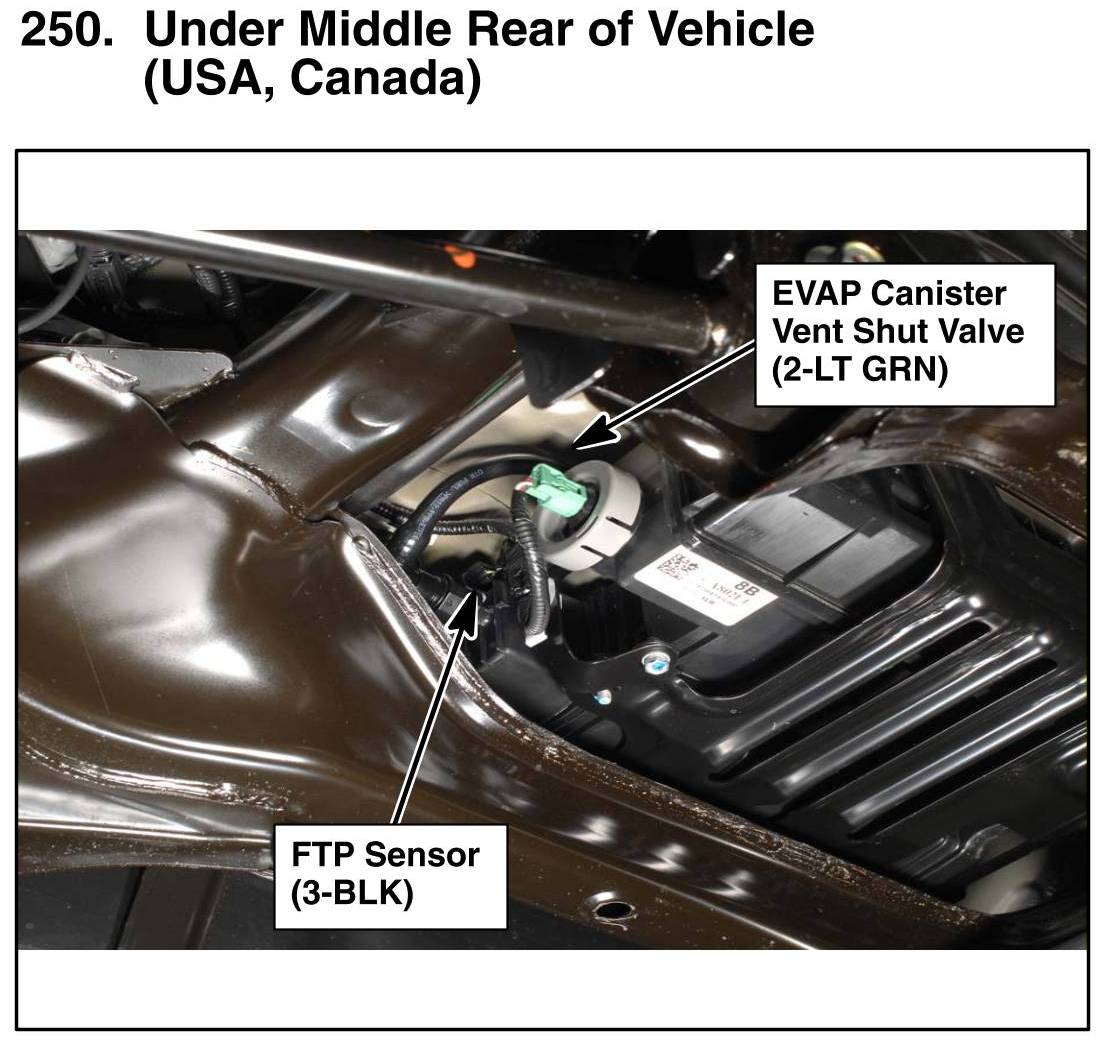 250. Under Middle Rear of Vehicle
(USA, Canada)
EVAP Canister
Vent Shut Valve
(2-LT GRN)
8B
FTP Sensor
(3-BLK)